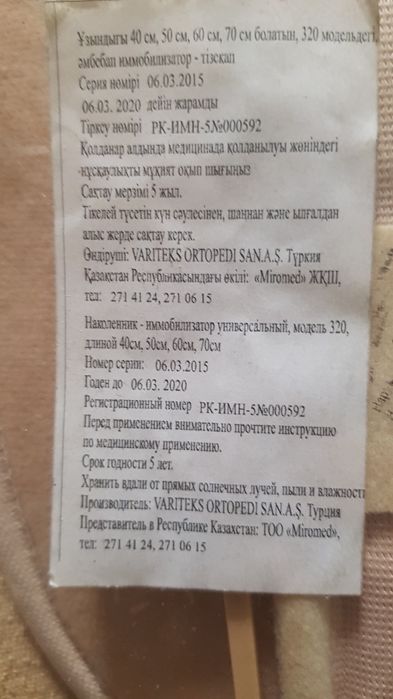 Ұзындығы 40 см, 50 см, 60 см, 70 см болатын, 320 модельдегі
әмбебап иммобилизатор - тізекап
Серия нөмірі 06.03.2015
06.03. 2020 дейін жарамды
Тіркеу нөмірі РК-ИМН-5№000592
Қолданар алдында медицинада қолданылуы жөніндегі
нұсқаулықты мұқият оқып шығыңыз
Сақтау мерзімі 5 жыл.
Тікелей түсетін күн сәулесінен, шаңнан және ылғалдан
алыс жерде сақтау керек.
Өндіруші: VARITEKS ORTOPEDI SAN.A.Ş. Түркия
Қазақстан Республикасындағы өкілі: «Miromed» ЖКШ,
тел: 271 41 24, 271 06 15
Наколенник - иммобилизатор универсальный, модель 320,
длиной 40см, 50см, 60см, 70см
Номер серии: 06.03.2015
Годен до 06.03. 2020
Регистрационный номер РК-ИМН-5№000592
Перед применением внимательно прочтите инструкцию
по медицинскому применению.
Срок годности 5 лет.
Хранить вдали от прямых солнечных лучей, пыли и влажност
Производитель: VARITEKS ORTOPEDI SAN.A.Ş. Турция
Представитель в Республике Казахстан: ТОО «Miromed»,
тел: 271 41 24, 271 06 15